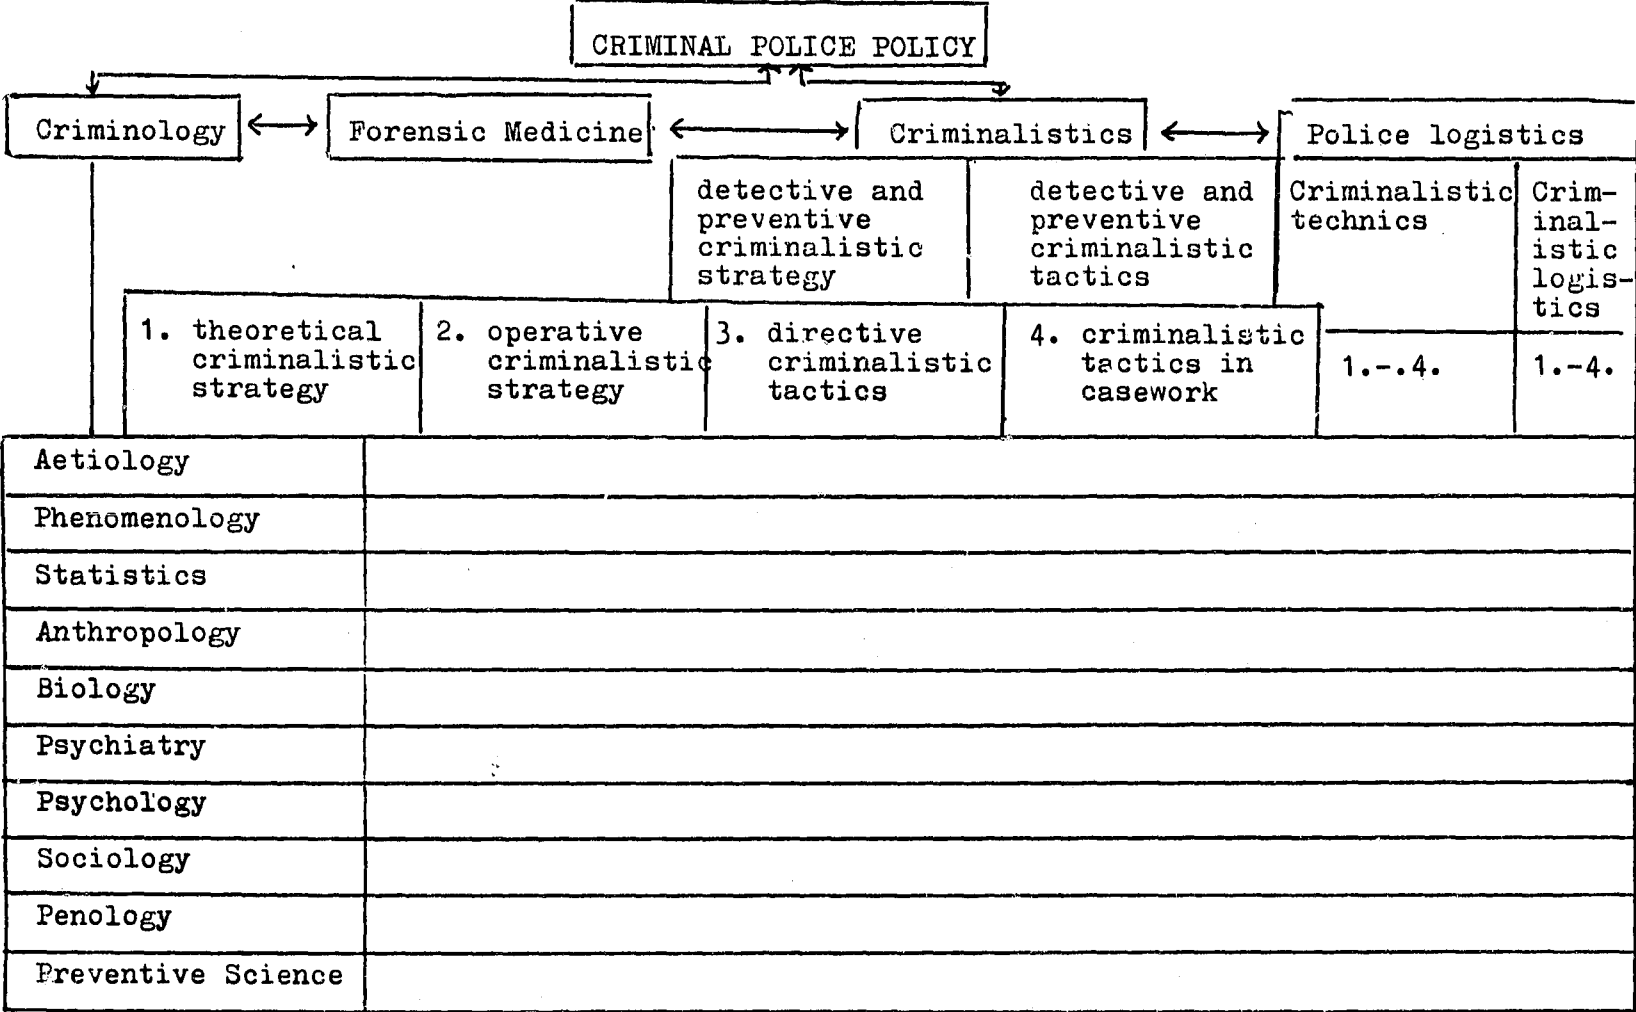 CRIMINAL POLICE POLICY
Criminology
Forensic Medicine
Criminalistics
Police logistics
detective and
preventive
criminalistic
strategy
detective and
preventive
criminalistic
tactics
Criminalistic
technics
Crim-
inal-
istic
logis-
tics
1. theoretical
criminalistic
strategy
2. operative
criminalistic
strategy
3. directive
criminalistic
tactics
4. criminalistic
tactics in
casework
1.-.4.
1.-4.
Aetiology
Phenomenology
Statistics
Anthropology
Biology
Psychiatry
Psychology
Sociology
Penology
Preventive Science